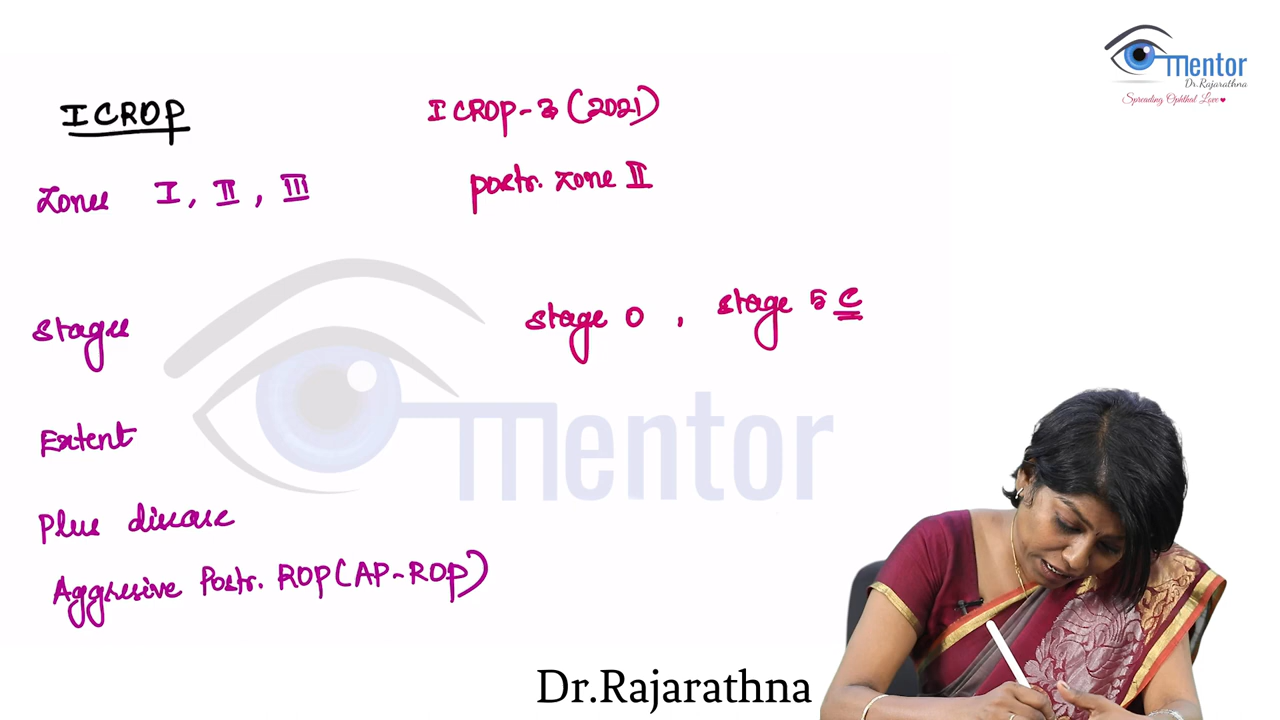 mentor
Dr.Rajarathna
Spreading Ophthal Love
ICROP
ICROP-3 (2021)
Zones I, II, III
postr. zone II
Stages
stage 0 , stage 5 C
Extent
Plus disease
Aggressive Postr. ROP (AP-ROP)
mentor
Dr.Rajarathna